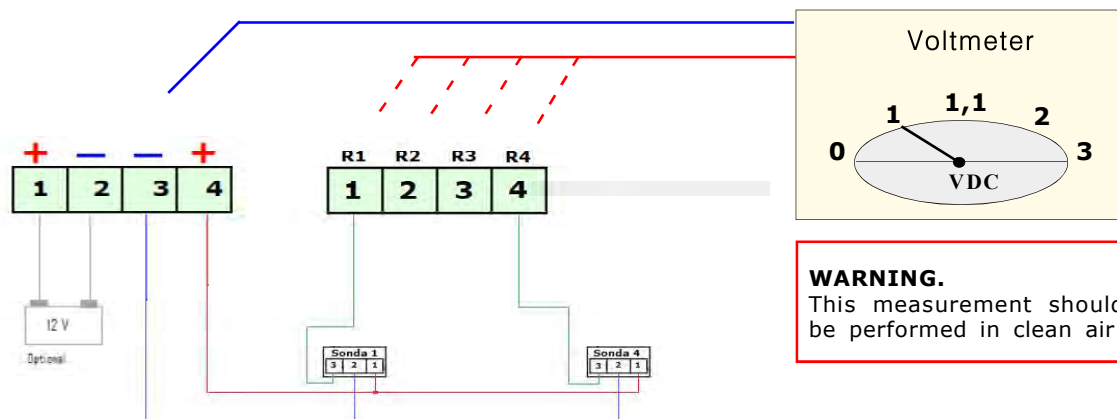 Voltmeter
0 1 1,1 2 3
VDC
+ — — +
1 2 3 4
R1 R2 R3 R4
1 2 3 4
WARNING.
This measurement should
be performed in clean air
12 V
Optional
Sonda 1
3 2 1
Sonda 4
3 2 1